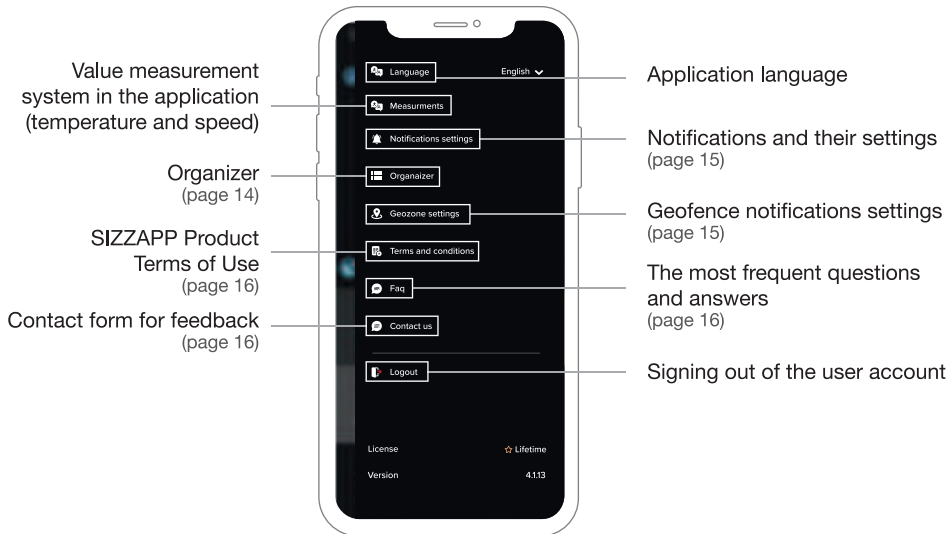 Value measurement
system in the application
(temperature and speed)
Organizer
(page 14)
SIZZAPP Product
Terms of Use
(page 16)
Contact form for feedback
(page 16)
Language English
Measurments
Notifications settings
Organaizer
Geozone settings
Terms and conditions
Faq
Contact us
Logout
License Lifetime
Version 4.1.13
Application language
Notifications and their settings
(page 15)
Geofence notifications settings
(page 15)
The most frequent questions
and answers
(page 16)
Signing out of the user account